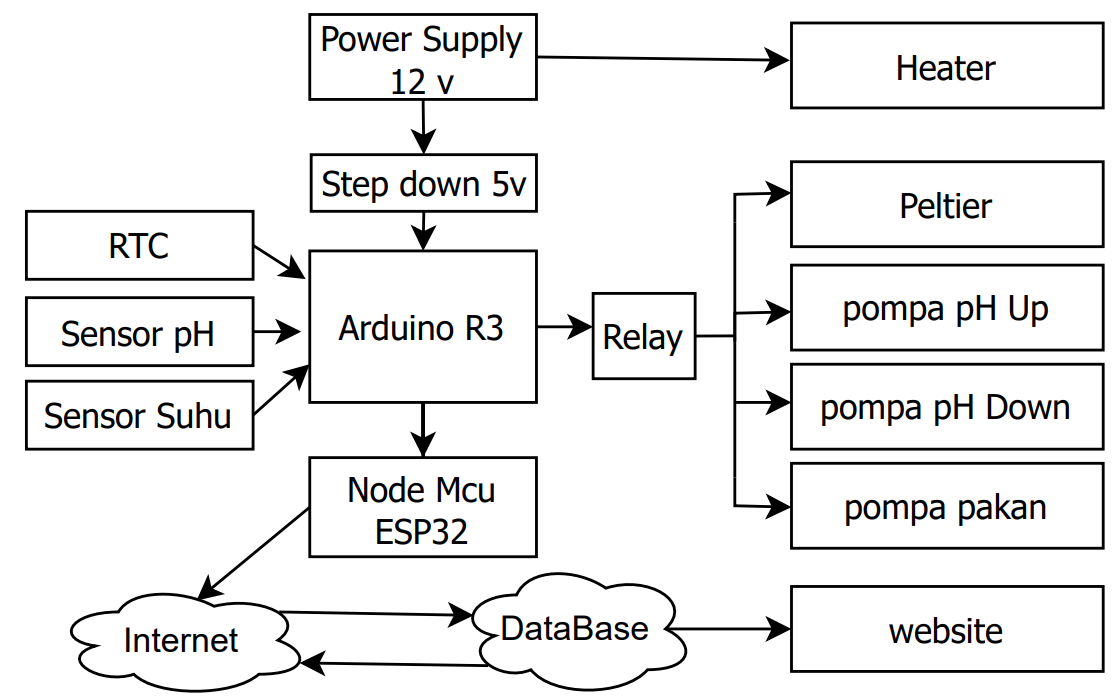 Power Supply
12 v
Heater
Step down 5v
Peltier
RTC
Sensor pH
Arduino R3
Relay
pompa pH Up
Sensor Suhu
pompa pH Down
Node Mcu
ESP32
pompa pakan
Internet
DataBase
website